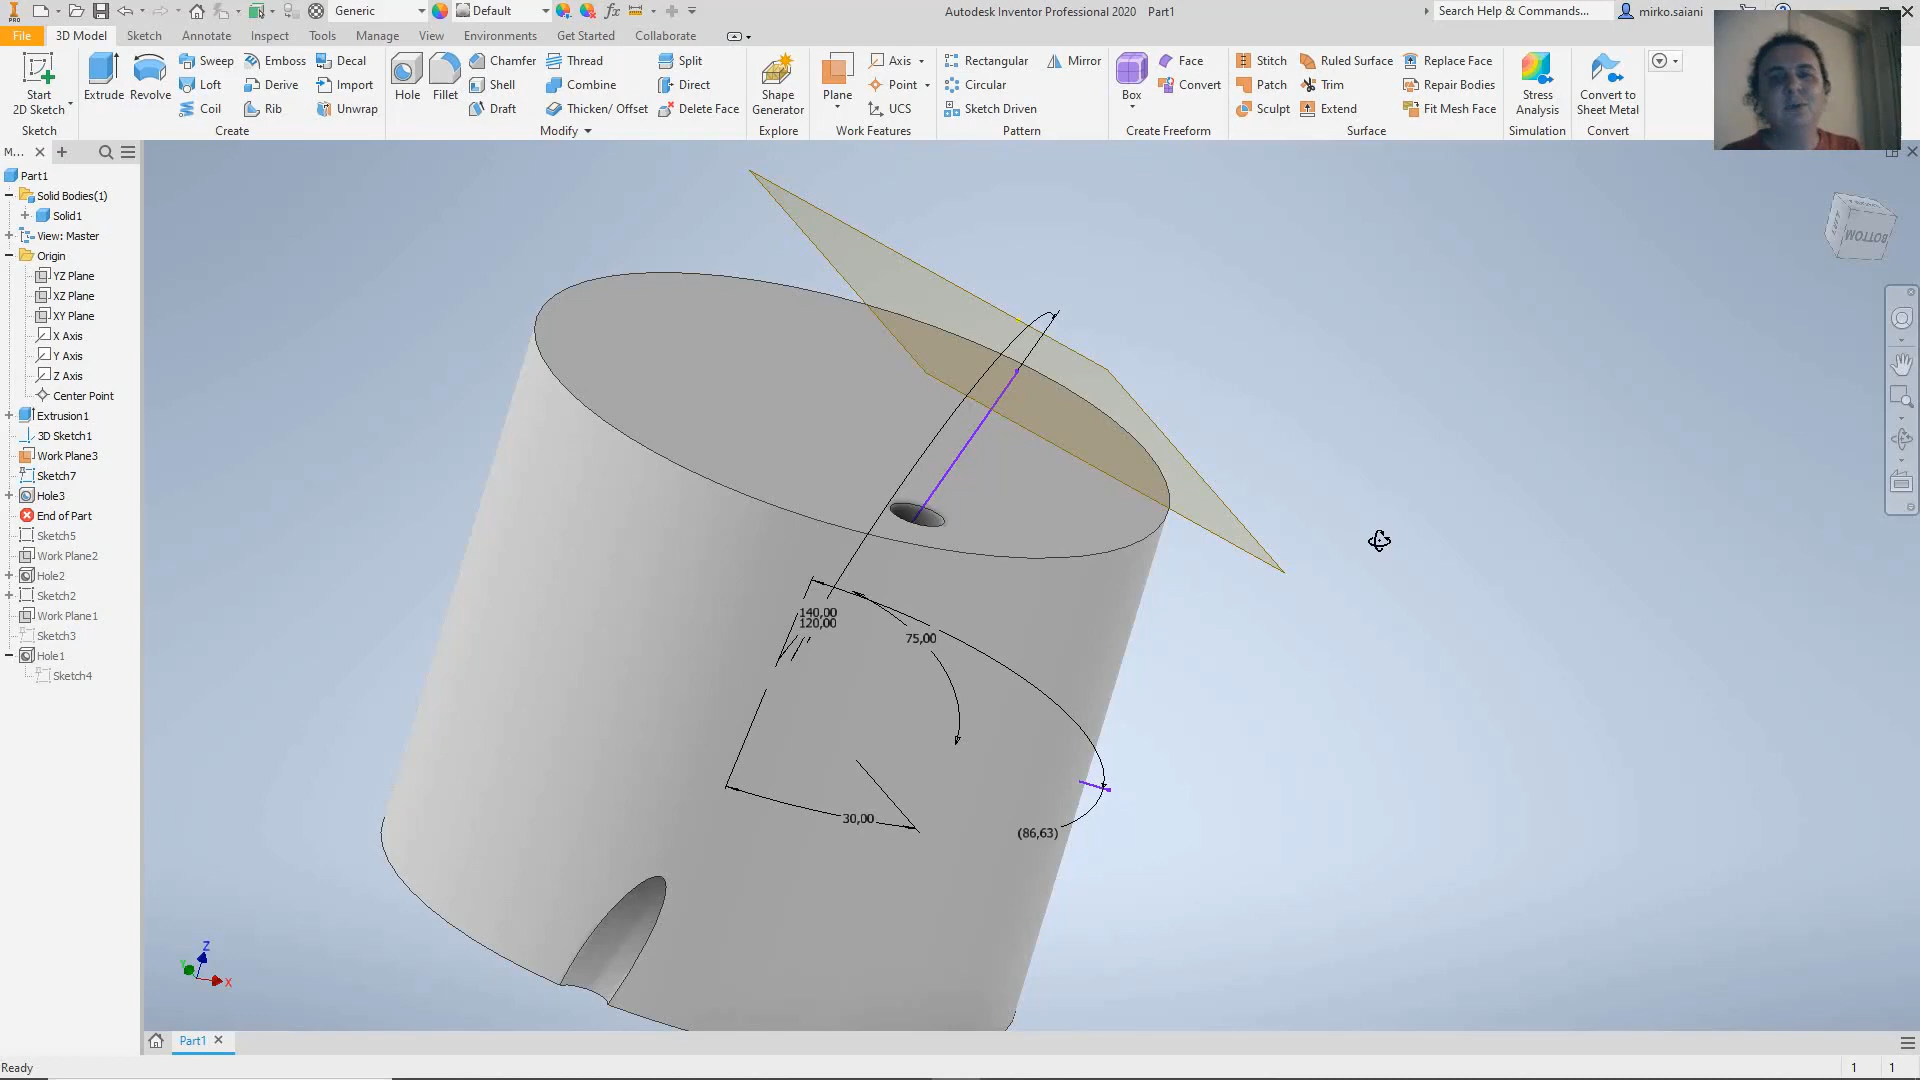 Generic
Default
Autodesk Inventor Professional 2020 Part1
Search Help & Commands...
mirko.saiani
File 3D Model Sketch Annotate Inspect Tools Manage View Environments Get Started Collaborate
Start
2D Sketch
Sketch
Extrude
Revolve
Sweep
Loft
Coil
Emboss
Derive
Rib
Decal
Import
Unwrap
Create
Hole
Fillet
Chamfer
Shell
Draft
Thread
Combine
Thicken/ Offset
Split
Direct
Delete Face
Modify
Shape
Generator
Explore
Plane
Axis
Point
UCS
Work Features
Rectangular
Circular
Sketch Driven
Mirror
Pattern
Box
Face
Convert
Create Freeform
Stitch
Patch
Sculpt
Ruled Surface
Trim
Extend
Replace Face
Repair Bodies
Fit Mesh Face
Surface
Stress
Analysis
Simulation
Convert to
Sheet Metal
Convert
M...
Part1
Solid Bodies(1)
Solid1
View: Master
Origin
YZ Plane
XZ Plane
XY Plane
X Axis
Y Axis
Z Axis
Center Point
Extrusion1
3D Sketch1
Work Plane3
Sketch7
Hole3
End of Part
Sketch5
Work Plane2
Hole2
Sketch2
Work Plane1
Sketch3
Hole1
Sketch4
BOTTOM
140,00
120,00
75,00
30,00
(86,63)
Z
Y
X
Part1
Ready
1 1